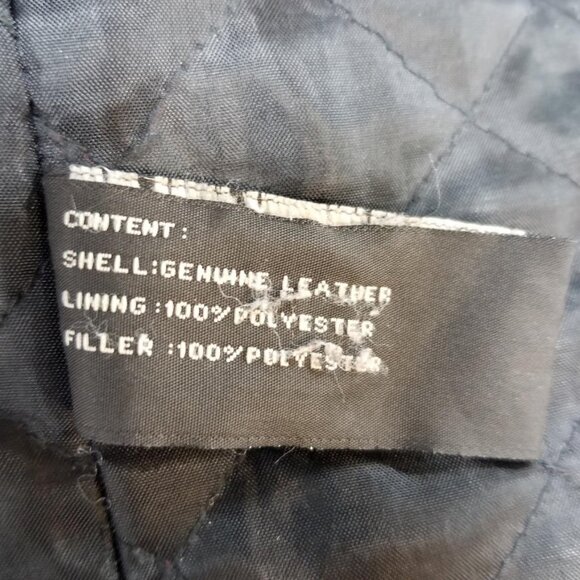 CONTENT :
SHELL:GENUINE LEATHER
LINING :100%POLYESTER
FILLER :100%POLYESTER